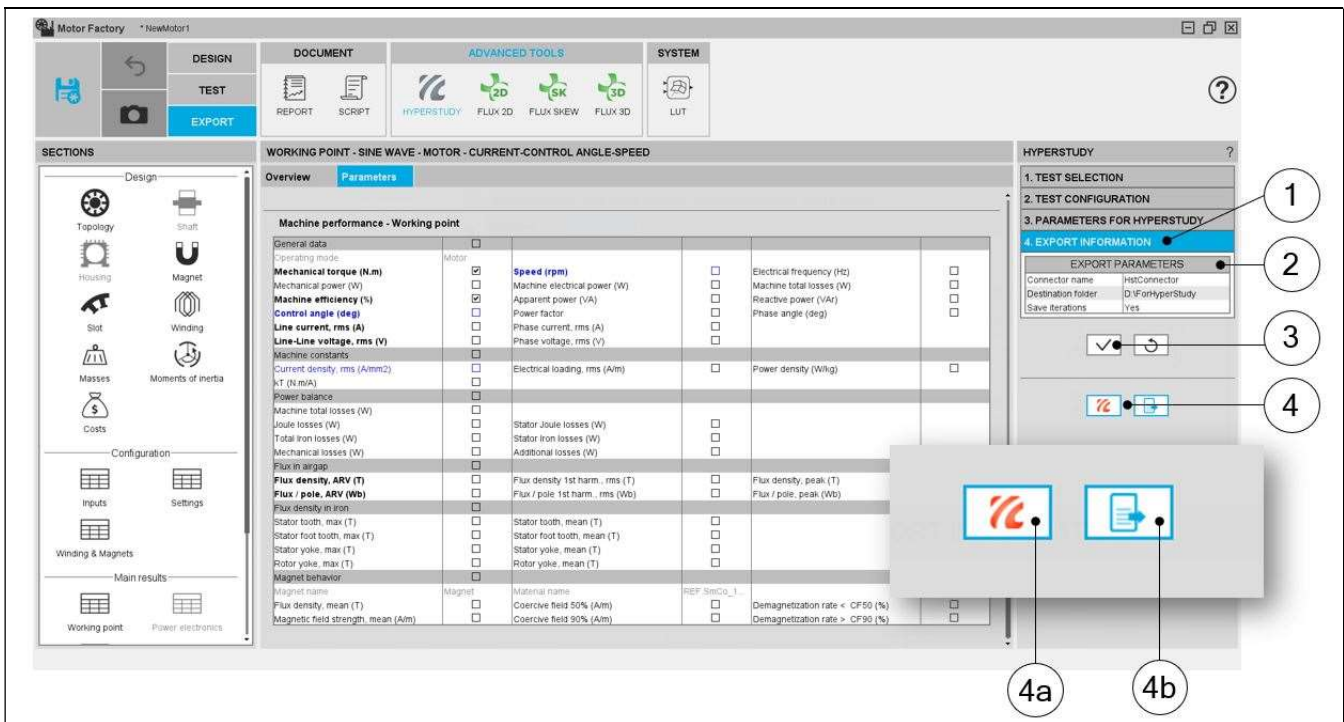 Motor Factory * NewMotor1
DESIGN
TEST
EXPORT
DOCUMENT
REPORT SCRIPT
ADVANCED TOOLS
HYPERSTUDY FLUX 2D FLUX SKEW FLUX 3D
2D SK 3D
SYSTEM
LUT
?
SECTIONS
Design
Topology Shaft
Housing Magnet
Slot Winding
Masses Moments of inertia
$
Costs
Configuration
Inputs Settings
Winding & Magnets
Main results
Working point Power electronics
WORKING POINT - SINE WAVE - MOTOR - CURRENT-CONTROL ANGLE-SPEED
Overview Parameters
Machine performance - Working point
General data
Operating mode Motor
Mechanical torque (N.m) Speed (rpm) Electrical frequency (Hz)
Mechanical power (W) Machine electrical power (W) Machine total losses (W)
Machine efficiency (%) Apparent power (VA) Reactive power (VAr)
Control angle (deg) Power factor Phase angle (deg)
Line current, rms (A) Phase current, rms (A)
Line-Line voltage, rms (V) Phase voltage, rms (V)
Machine constants
Current density, rms (A/mm2) Electrical loading, rms (A/m) Power density (W/kg)
kT (N.m/A)
Power balance
Machine total losses (W)
Joule losses (W) Stator Joule losses (W)
Total Iron losses (W) Stator Iron losses (W)
Mechanical losses (W) Additional losses (W)
Flux in airgap
Flux density, ARV (T) Flux density 1st harm., rms (T) Flux density, peak (T)
Flux / pole, ARV (Wb) Flux / pole 1st harm., rms (Wb) Flux / pole, peak (Wb)
Flux density in iron
Stator tooth, max (T) Stator tooth, mean (T)
Stator foot tooth, max (T) Stator foot tooth, mean (T)
Stator yoke, max (T) Stator yoke, mean (T)
Rotor yoke, max (T) Rotor yoke, mean (T)
Magnet behavior
Magnet name Magnet Material name REF_SmCo_1...
Flux density, mean (T) Coercive field 50% (A/m) Demagnetization rate < CF50 (%)
Magnetic field strength, mean (A/m) Coercive field 90% (A/m) Demagnetization rate > CF90 (%)
HYPERSTUDY ?
1. TEST SELECTION
2. TEST CONFIGURATION
3. PARAMETERS FOR HYPERSTUDY
4. EXPORT INFORMATION
EXPORT PARAMETERS
Connector name HstConnector
Destination folder D:\ForHyperStudy
Save iterations Yes
1
2
3
4
4a
4b